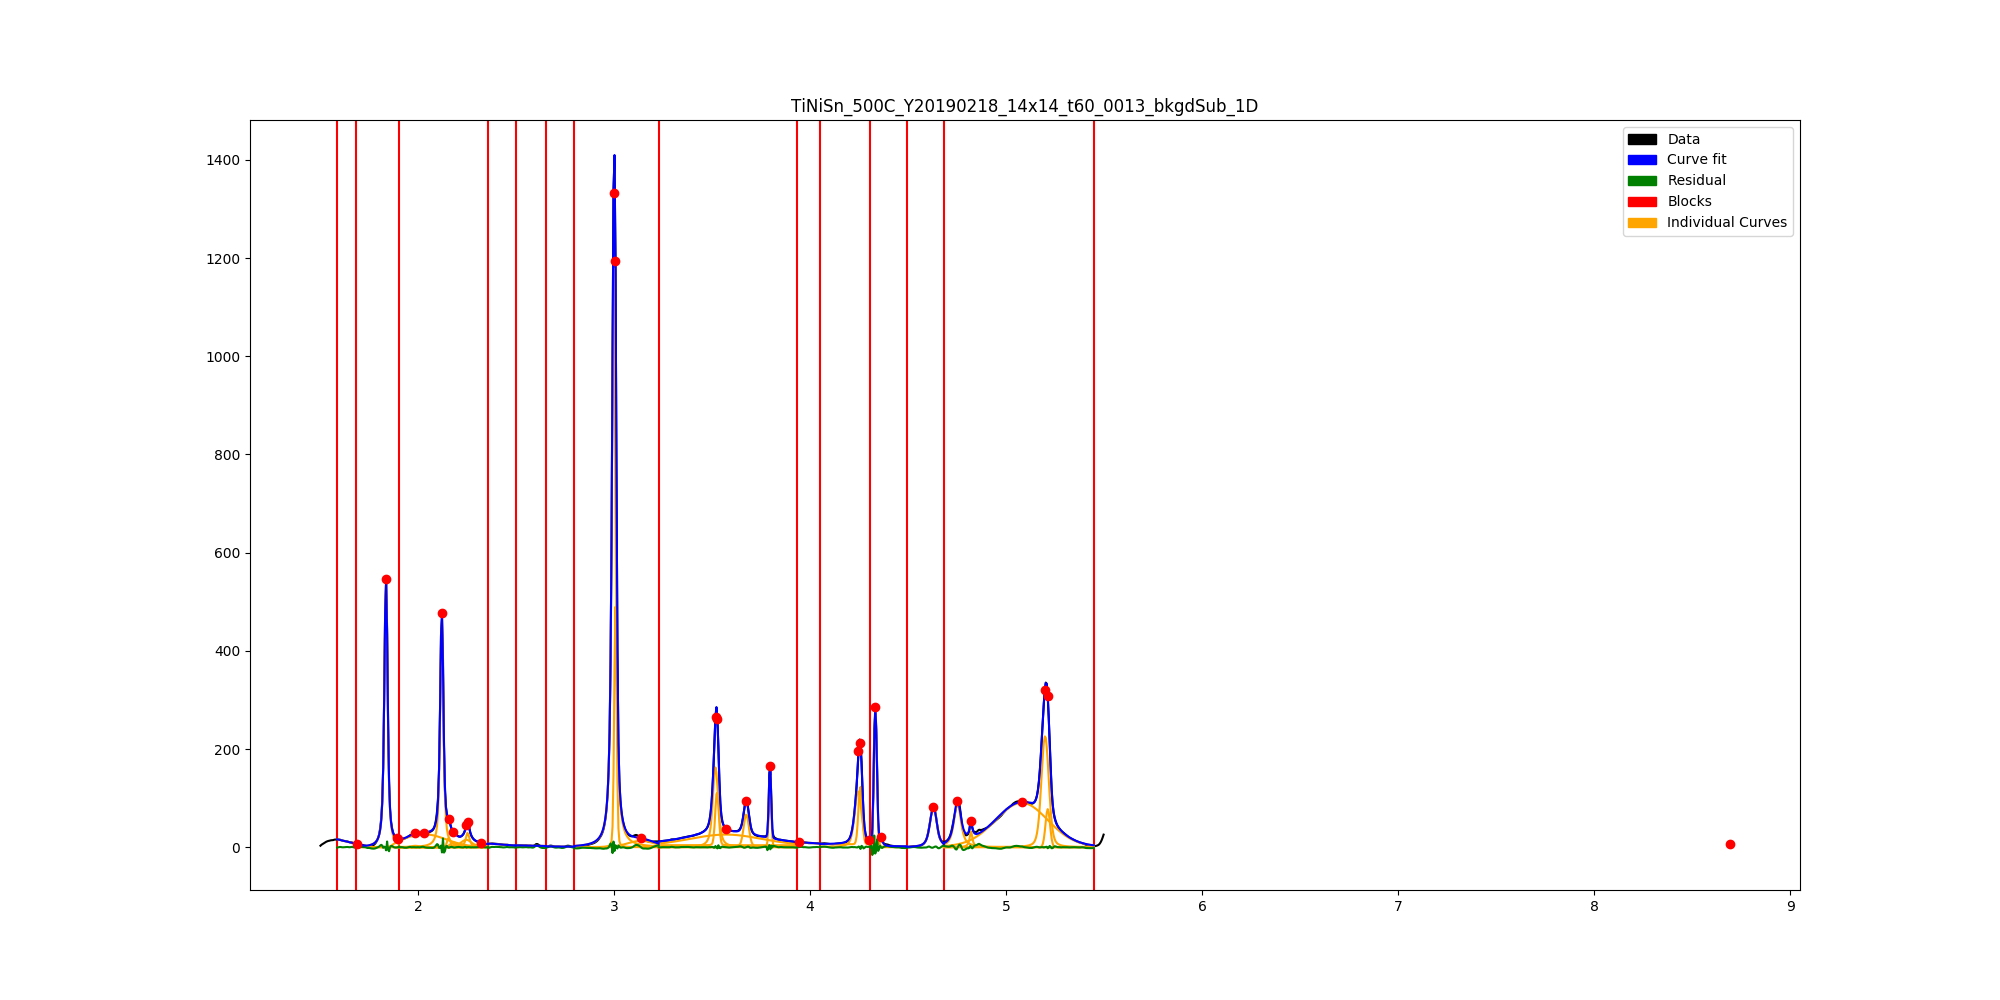 TiNiSn_500C_Y20190218_14x14_t60_0013_bkgdSub_1D
Data
Curve fit
Residual
Blocks
Individual Curves
1400
1200
1000
800
600
400
200
0
2 3 4 5 6 7 8 9